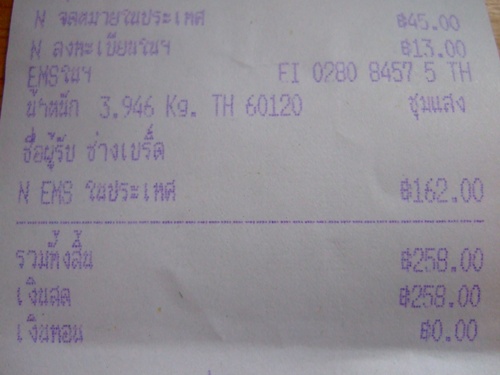 N จดหมายในประเทศ ฿45.00
N ลงทะเบียนในฯ ฿13.00
EMSในฯ EI 0280 8457 5 TH
น้ำหนัก 3.946 Kg. TH 60120 ชุมแสง
ชื่อผู้รับ ช่างเบริ์ด
N EMS ในประเทศ ฿162.00
รวมทั้งสิ้น ฿258.00
เงินสด ฿258.00
เงินทอน ฿0.00